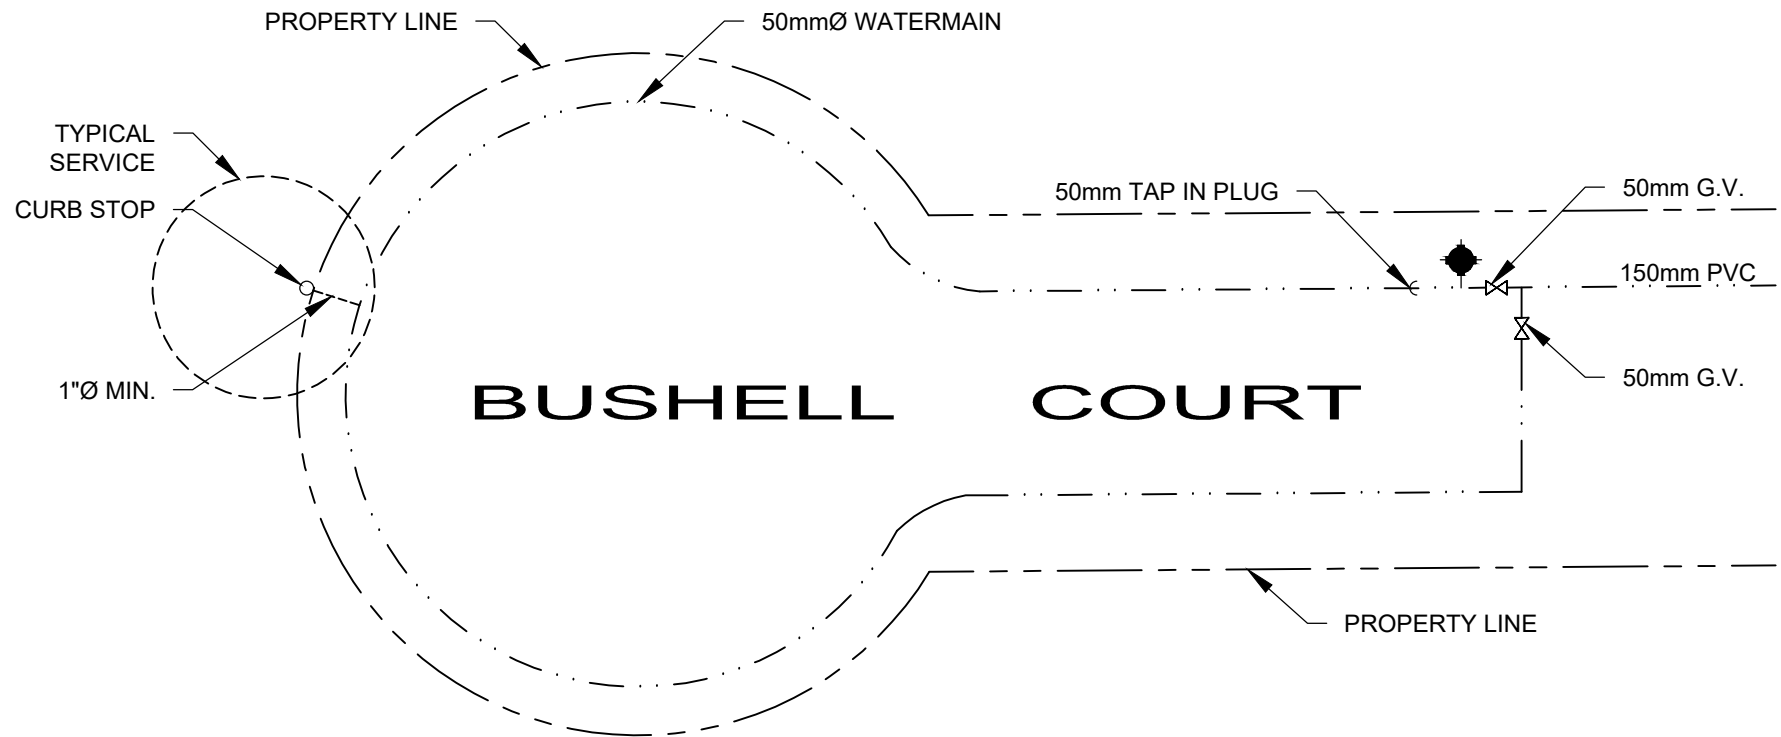 PROPERTY LINE
50mmØ WATERMAIN
TYPICAL
SERVICE
CURB STOP
50mm TAP IN PLUG
50mm G.V.
150mm PVC
1"Ø MIN.
50mm G.V.
BUSHELL COURT
PROPERTY LINE